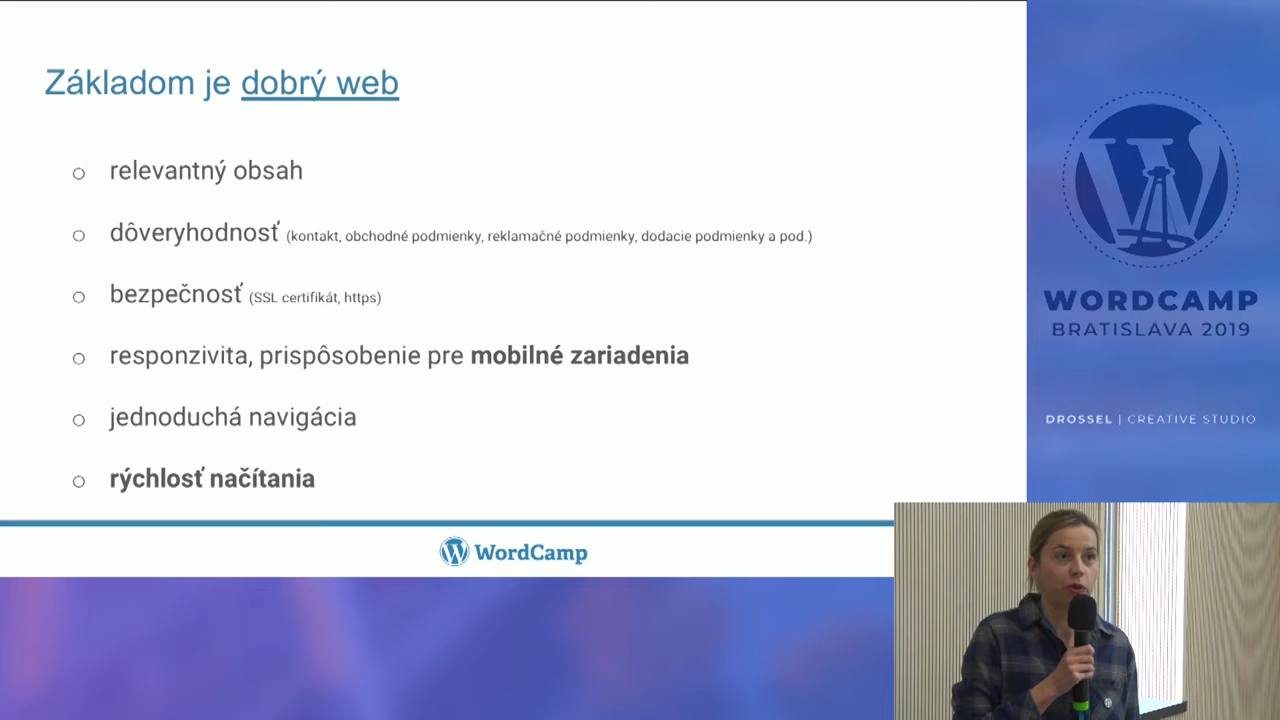 Základom je dobrý web
relevantný obsah
dôveryhodnosť (kontakt, obchodné podmienky, reklamačné podmienky, dodacie podmienky a pod.)
bezpečnosť (SSL certifikát, https)
responzivita, prispôsobenie pre mobilné zariadenia
jednoduchá navigácia
rýchlosť načítania
WordCamp
WORDCAMP
BRATISLAVA 2019
DROSSEL | CREATIVE STUDIO